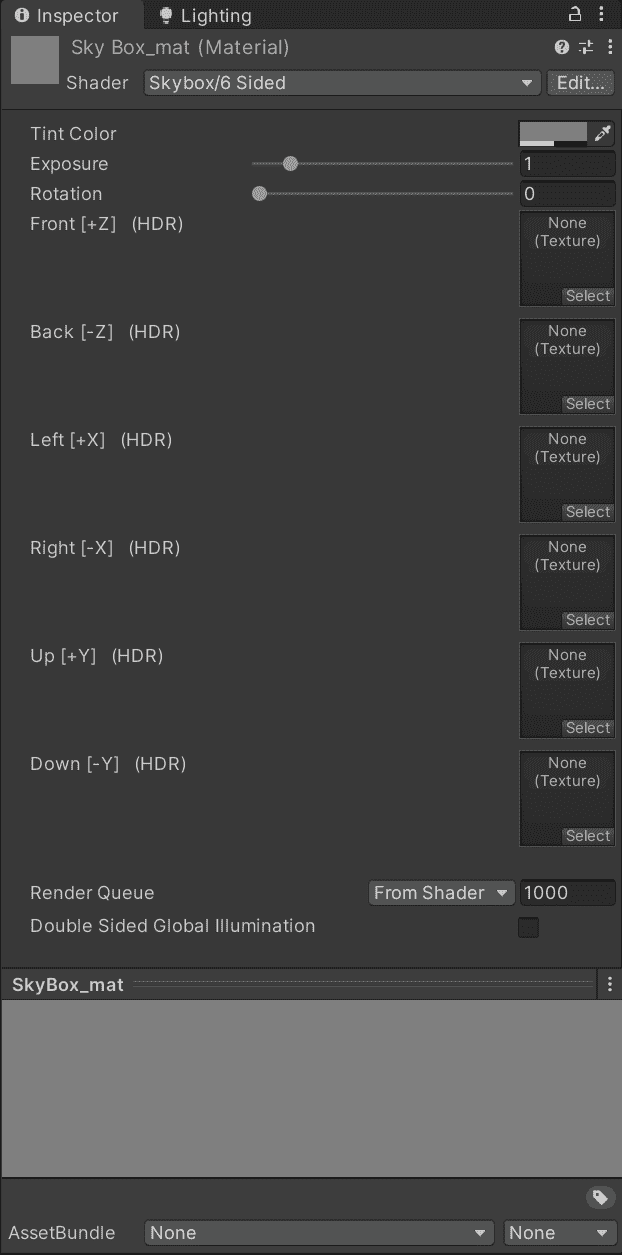 Inspector
Lighting
Sky Box_mat (Material)
Shader Skybox/6 Sided Edit...
Tint Color
Exposure 1
Rotation 0
Front [+Z] (HDR) None
(Texture)
Select
Back [-Z] (HDR) None
(Texture)
Select
Left [+X] (HDR) None
(Texture)
Select
Right [-X] (HDR) None
(Texture)
Select
Up [+Y] (HDR) None
(Texture)
Select
Down [-Y] (HDR) None
(Texture)
Select
Render Queue From Shader 1000
Double Sided Global Illumination
SkyBox_mat
AssetBundle None None